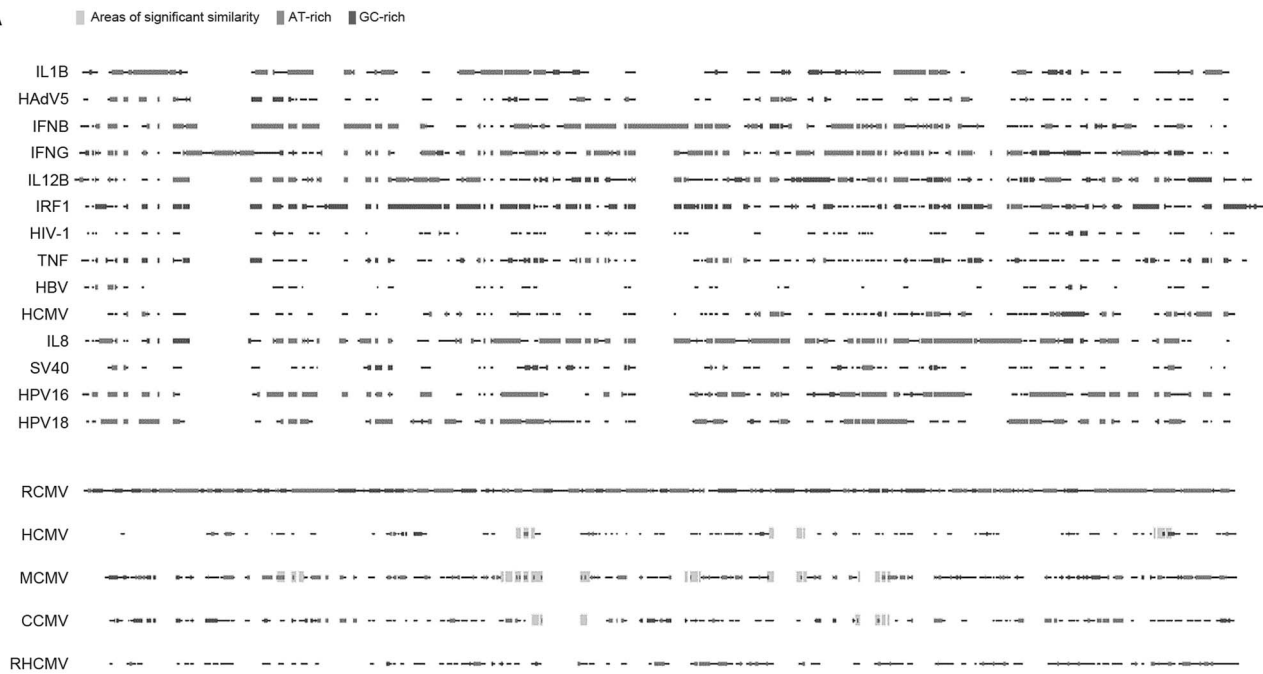 A
Areas of significant similarity AT-rich GC-rich
IL1B
HAdV5
IFNB
IFNG
IL12B
IRF1
HIV-1
TNF
HBV
HCMV
IL8
SV40
HPV16
HPV18
RCMV
HCMV
MCMV
CCMV
RHCMV